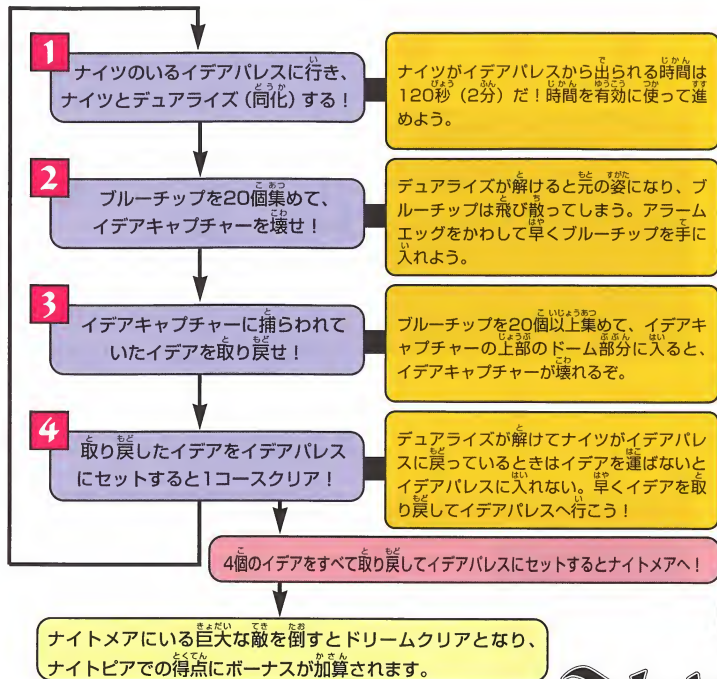 1
ナイツのいるイデアパレスに行き、
ナイツとデュアライズ（同化）する！
ナイツがイデアパレスから出られる時間は
120秒（2分）だ！時間を有効に使って進
めよう。
2
ブルーチップを20個集めて、
イデアキャプチャーを壊せ！
デュアライズが解けると元の姿になり、ブ
ルーチップは飛び散ってしまう。アラーム
エッグをかわして早くブルーチップを手に
入れよう。
3
イデアキャプチャーに捕らわれて
いたイデアを取り戻せ！
ブルーチップを20個以上集めて、イデアキ
ャプチャーの上部のドーム部分に入ると、
イデアキャプチャーが壊れるぞ。
4
取り戻したイデアをイデアパレス
にセットすると1コースクリア！
デュアライズが解けてナイツがイデアパレ
スに戻っているときはイデアを運ばないと
イデアパレスに入れない。早くイデアを取
り戻してイデアパレスへ行こう！
4個のイデアをすべて取り戻してイデアパレスにセットするとナイトメアへ！
ナイトメアにいる巨大な敵を倒すとドリームクリアとなり、
ナイトピアでの得点にボーナスが加算されます。